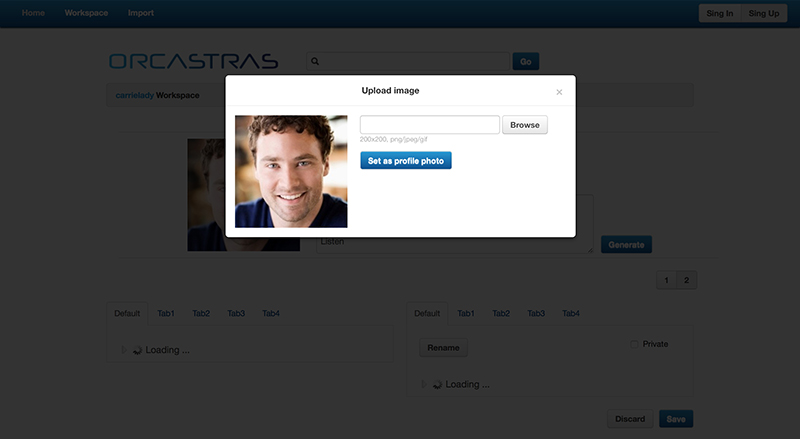 Home Workspace Import Sing In Sing Up
ORCASTRAS Go
carrielady Workspace
Upload image ×
Browse
200x200, png/jpeg/gif
Set as profile photo
Listen
Generate
1 2
Default Tab1 Tab2 Tab3 Tab4
Loading ...
Default Tab1 Tab2 Tab3 Tab4
Rename Private
Loading ...
Discard Save